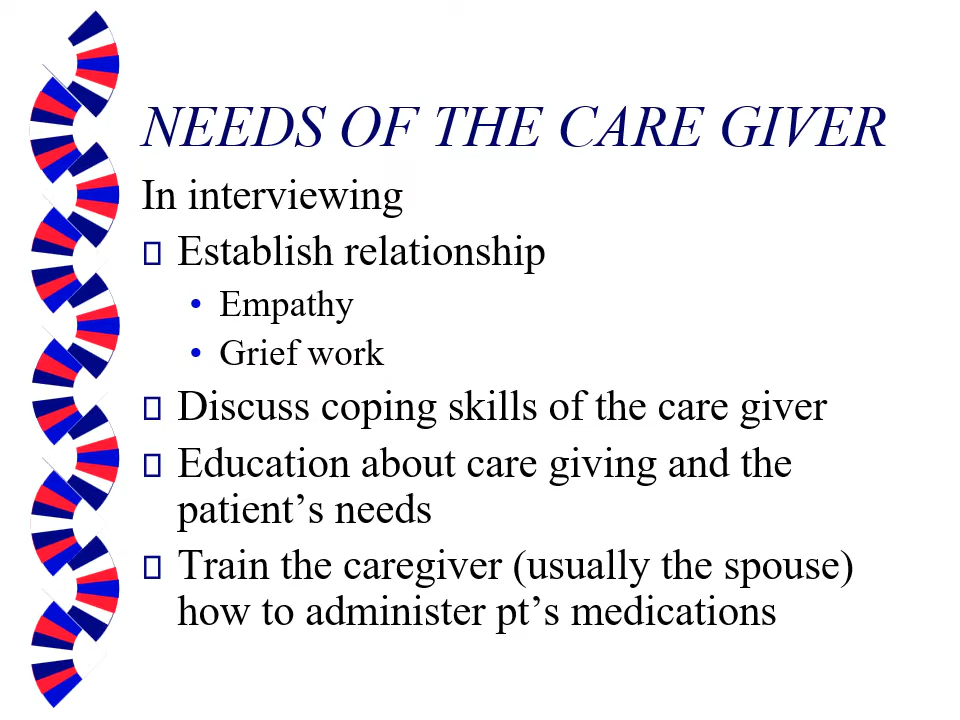 NEEDS OF THE CARE GIVER
In interviewing
Establish relationship
• Empathy
• Grief work
Discuss coping skills of the care giver
Education about care giving and the
patient’s needs
Train the caregiver (usually the spouse)
how to administer pt’s medications